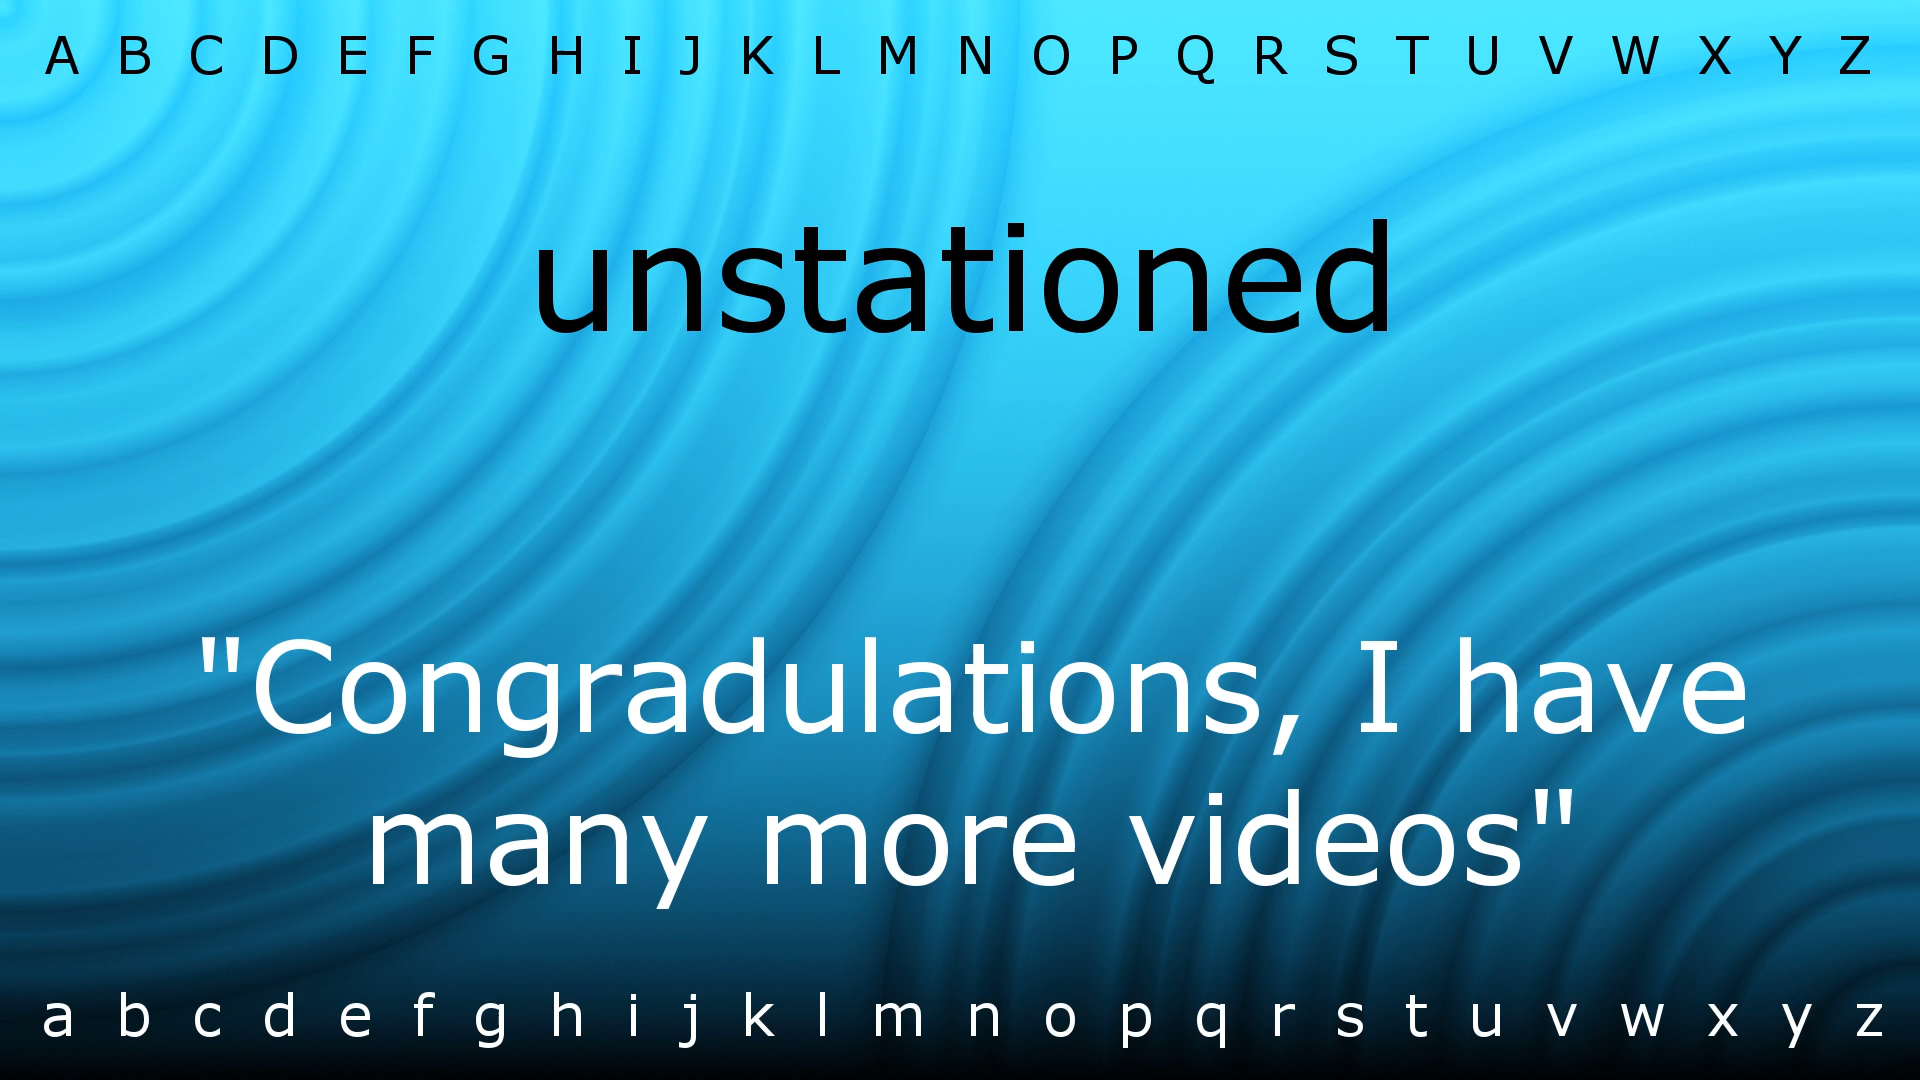 A B C D E F G H I J K L M N O P Q R S T U V W X Y Z
unstationed
"Congradulations, I have
many more videos"
a b c d e f g h i j k l m n o p q r s t u v w x y z